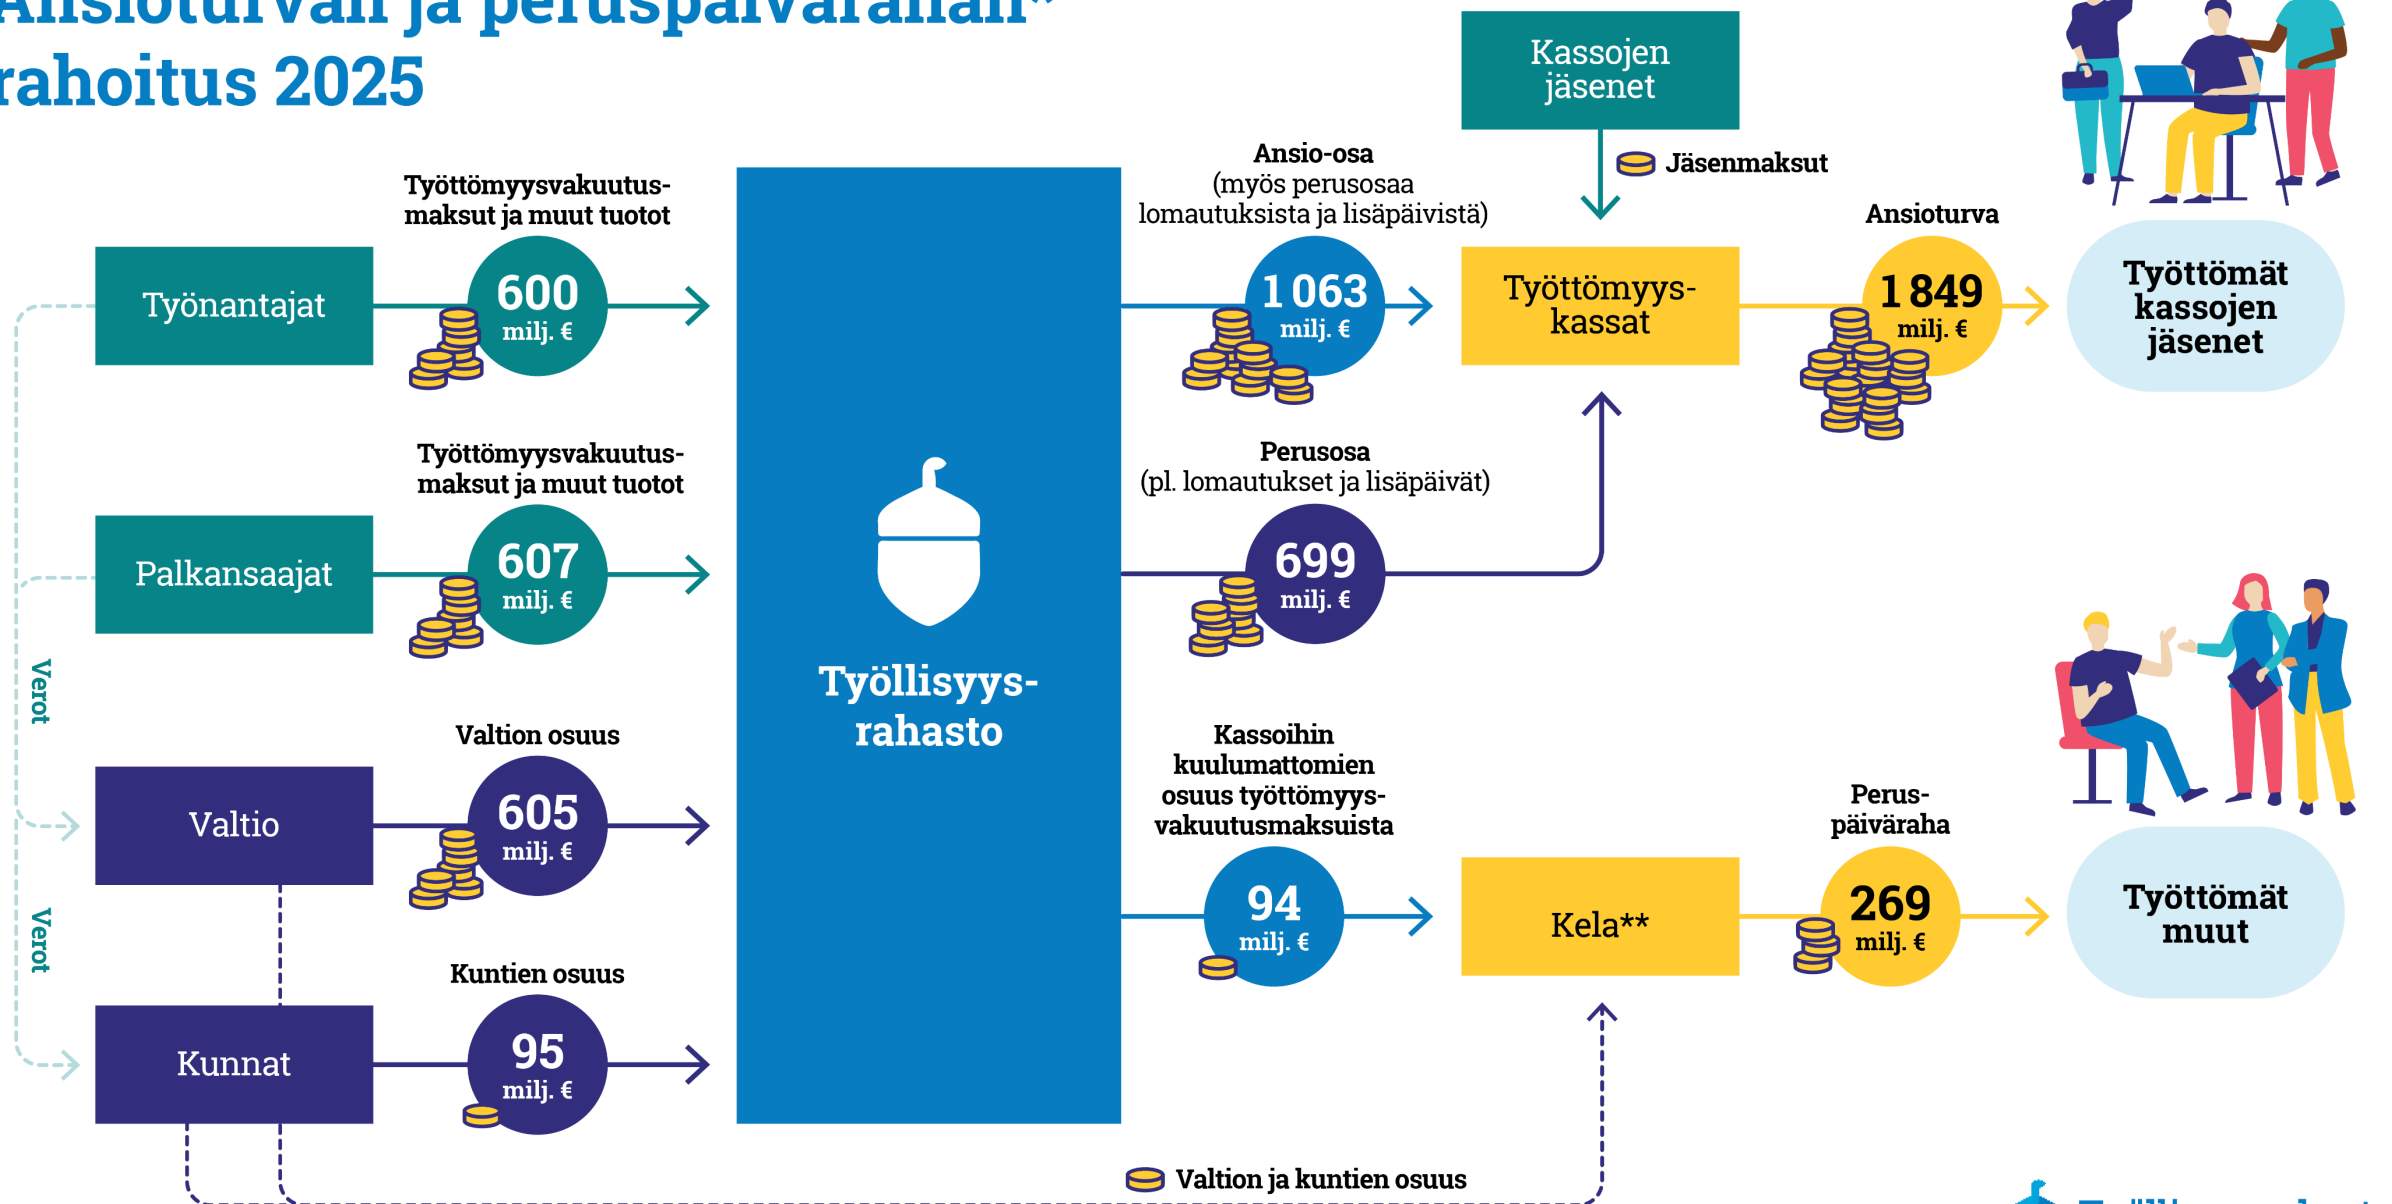 Ansioturvan ja peruspäivärahan*
rahoitus 2025
Kassojen
jäsenet
Jäsenmaksut
Työttömyysvakuutus-
maksut ja muut tuotot
Työnantajat
600
milj. €
Ansio-osa
(myös perusosaa
lomautuksista ja lisäpäivistä)
1 063
milj. €
Työttömyys-
kassat
Ansioturva
1 849
milj. €
Työttömät
kassojen
jäsenet
Työttömyysvakuutus-
maksut ja muut tuotot
Palkansaajat
607
milj. €
Perusosa
(pl. lomautukset ja lisäpäivät)
699
milj. €
Työllisyys-
rahasto
Verot
Valtion osuus
Valtio
605
milj. €
Kassoihin
kuulumattomien
osuus työttömyys-
vakuutusmaksuista
94
milj. €
Kela**
Perus-
päiväraha
269
milj. €
Työttömät
muut
Verot
Kuntien osuus
Kunnat
95
milj. €
Valtion ja kuntien osuus